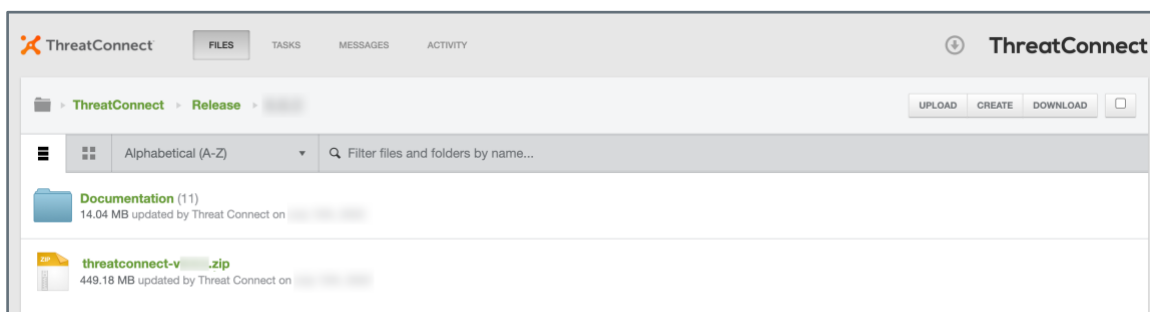 ThreatConnect FILES TASKS MESSAGES ACTIVITY ThreatConnect
ThreatConnect Release UPLOAD CREATE DOWNLOAD
Alphabetical (A-Z) Filter files and folders by name...
Documentation (11)
14.04 MB updated by Threat Connect on
ZIP threatconnect-v .zip
449.18 MB updated by Threat Connect on